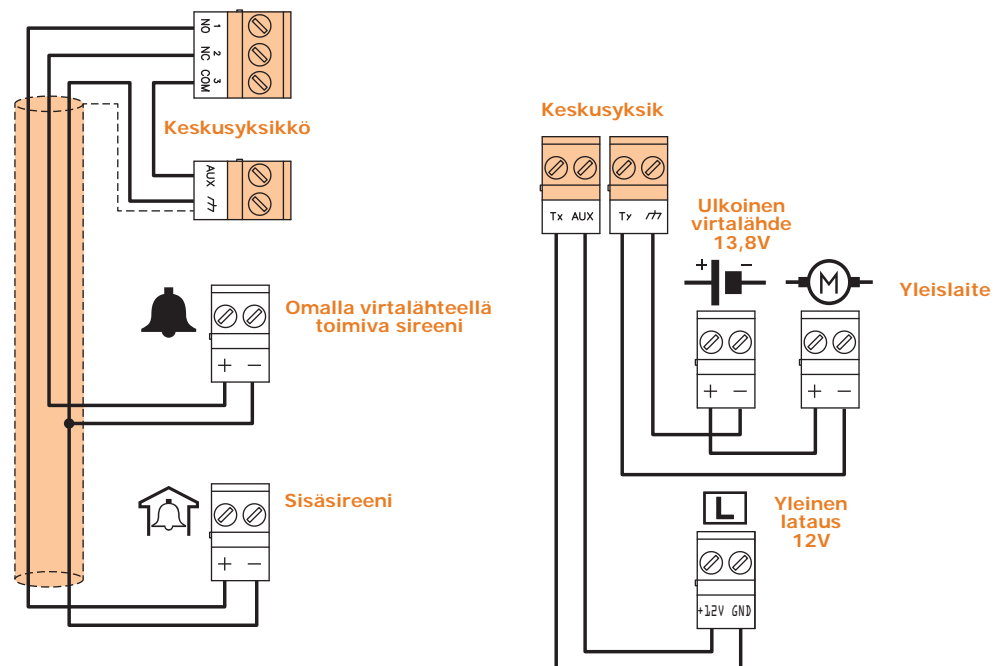 NO 1
NC 2
COM 3
Keskusyksikkö
AUX
Omalla virtalähteellä
toimiva sireeni
+ −
Sisäsireeni
+ −
Keskusyksik
Tx AUX Ty
Ulkoinen
virtalähde
13,8V
+ −
M
Yleislaite
+ − + −
L
Yleinen
lataus
12V
+12V GND